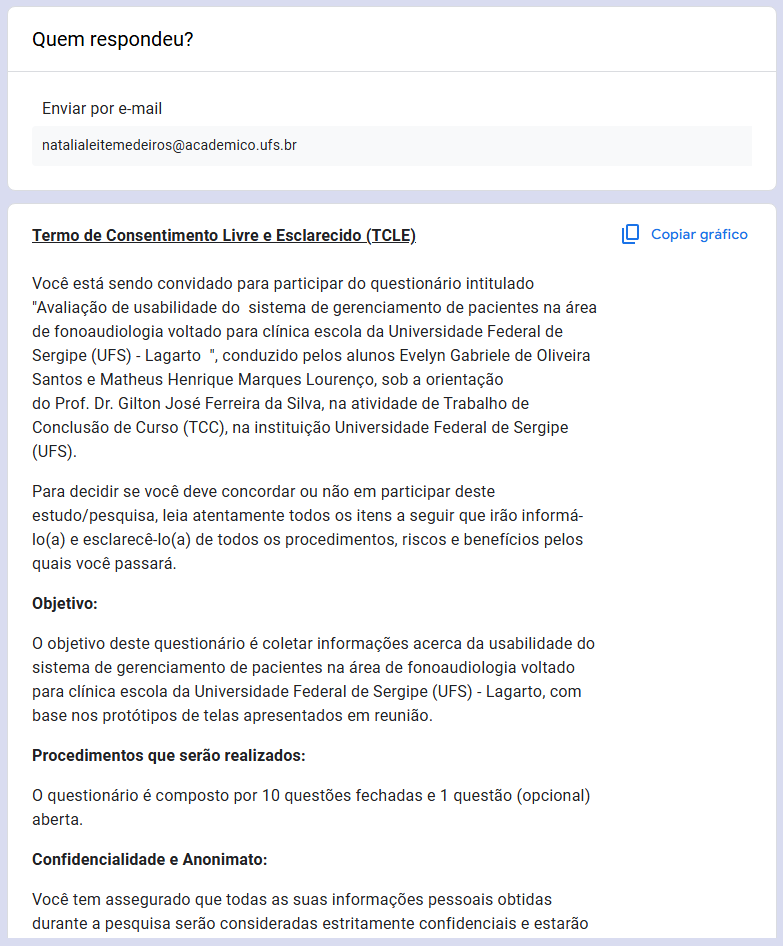 Quem respondeu?
Enviar por e-mail
natalialeitemedeiros@academico.ufs.br
Termo de Consentimento Livre e Esclarecido (TCLE)
Copiar gráfico
Você está sendo convidado para participar do questionário intitulado
"Avaliação de usabilidade do  sistema de gerenciamento de pacientes na área
de fonoaudiologia voltado para clínica escola da Universidade Federal de
Sergipe (UFS) - Lagarto  ", conduzido pelos alunos Evelyn Gabriele de Oliveira
Santos e Matheus Henrique Marques Lourenço, sob a orientação
do Prof. Dr. Gilton José Ferreira da Silva, na atividade de Trabalho de
Conclusão de Curso (TCC), na instituição Universidade Federal de Sergipe
(UFS).
Para decidir se você deve concordar ou não em participar deste
estudo/pesquisa, leia atentamente todos os itens a seguir que irão informá-
lo(a) e esclarecê-lo(a) de todos os procedimentos, riscos e benefícios pelos
quais você passará.
Objetivo:
O objetivo deste questionário é coletar informações acerca da usabilidade do
sistema de gerenciamento de pacientes na área de fonoaudiologia voltado
para clínica escola da Universidade Federal de Sergipe (UFS) - Lagarto, com
base nos protótipos de telas apresentados em reunião.
Procedimentos que serão realizados:
O questionário é composto por 10 questões fechadas e 1 questão (opcional)
aberta.
Confidencialidade e Anonimato:
Você tem assegurado que todas as suas informações pessoais obtidas
durante a pesquisa serão consideradas estritamente confidenciais e estarão